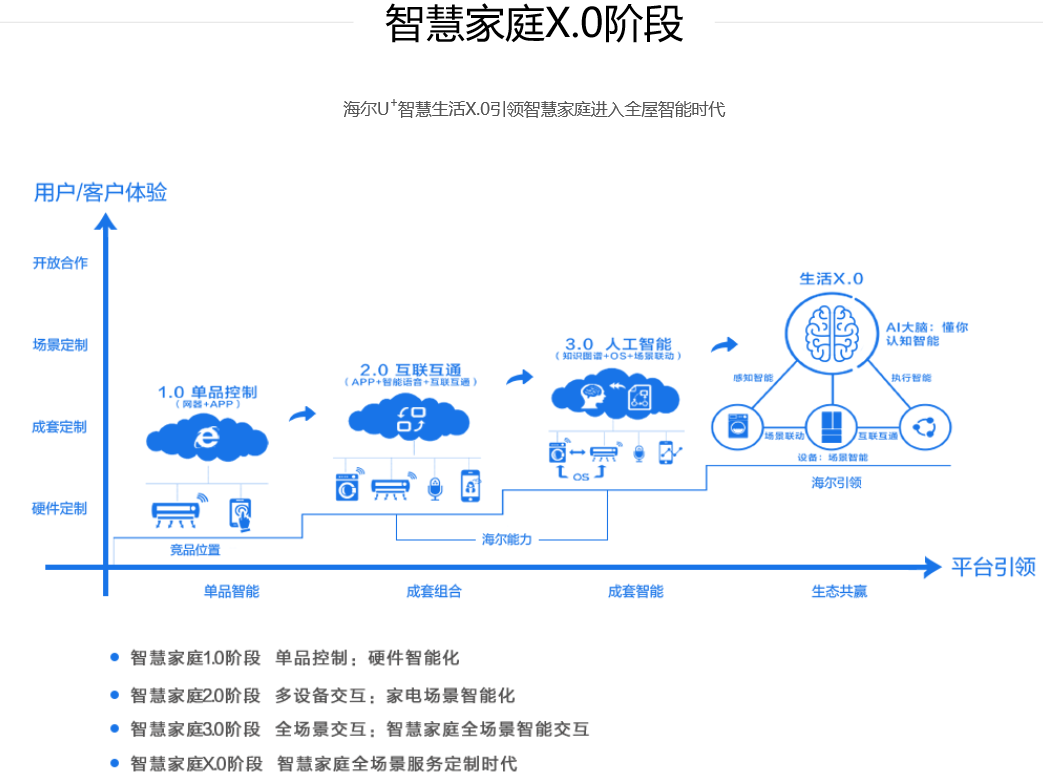 智慧家庭X.0阶段
海尔U+智慧生活X.0引领智慧家庭进入全屋智能时代
用户/客户体验
开放合作
场景定制
成套定制
硬件定制
1.0 单品控制
(网器+APP)
竞品位置
2.0 互联互通
(APP+智能语音+互联互通)
3.0 人工智能
(知识图谱+OS+场景联动)
OS
海尔能力
生活X.0
AI大脑：懂你
认知智能
感知智能
执行智能
场景联动
互联互通
设备：场景智能
海尔引领
平台引领
单品智能
成套组合
成套智能
生态共赢
智慧家庭1.0阶段 单品控制：硬件智能化
智慧家庭2.0阶段 多设备交互：家电场景智能化
智慧家庭3.0阶段 全场景交互：智慧家庭全场景智能交互
智慧家庭X.0阶段 智慧家庭全场景服务定制时代